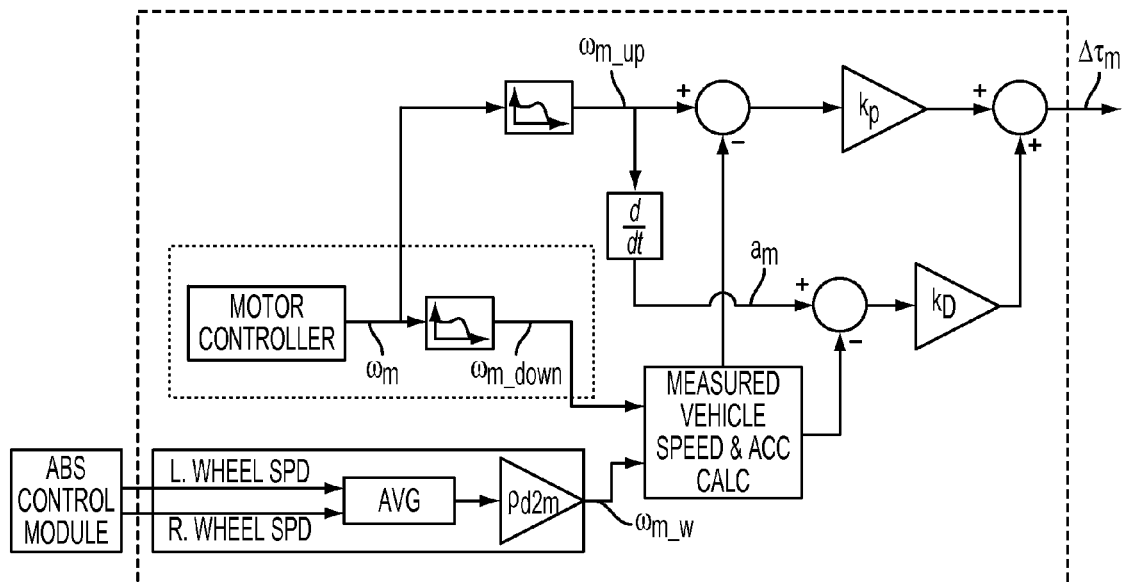 ω_m_up
Δτ_m
+
−
k_p
+
+
d
dt
a_m
+
−
k_D
MOTOR
CONTROLLER
ω_m
ω_m_down
MEASURED
VEHICLE
SPEED & ACC
CALC
ABS
CONTROL
MODULE
L. WHEEL SPD
R. WHEEL SPD
AVG
ρd2m
ω_m_w